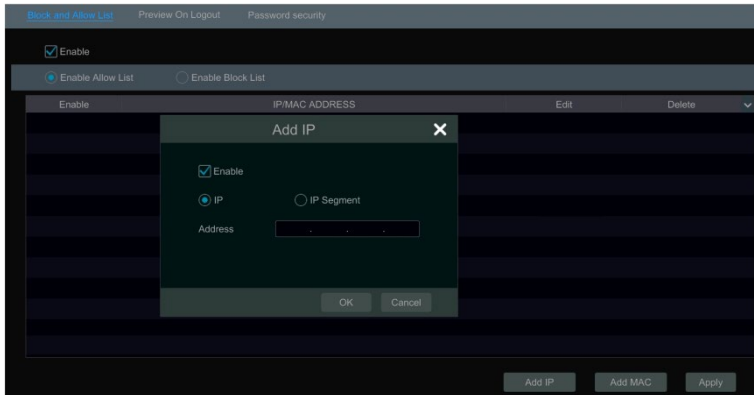 Block and Allow List Preview On Logout Password security
Enable
Enable Allow List Enable Block List
Enable IP/MAC ADDRESS Edit Delete
Add IP
Enable
IP IP Segment
Address . . .
OK Cancel
Add IP Add MAC Apply